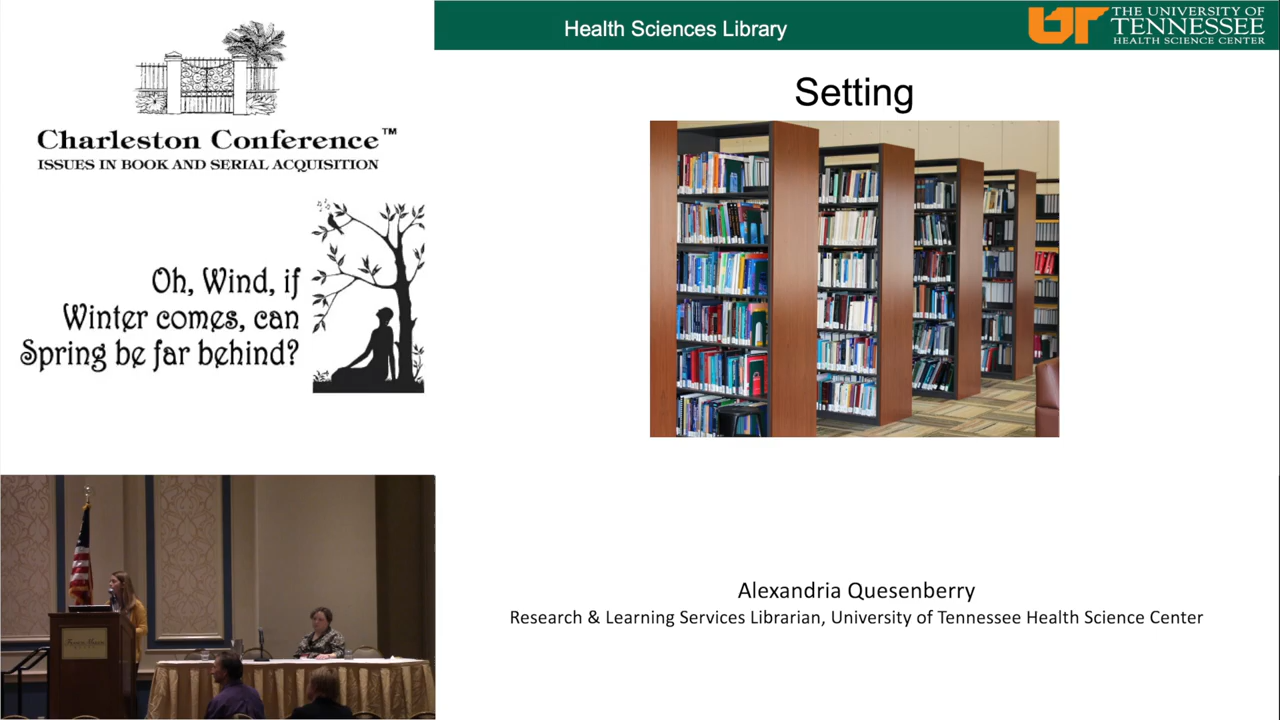 Charleston Conference™
ISSUES IN BOOK AND SERIAL ACQUISITION
Oh, Wind, if
Winter comes, can
Spring be far behind?
Health Sciences Library
UT
THE UNIVERSITY OF
TENNESSEE
HEALTH SCIENCE CENTER
Setting
Alexandria Quesenberry
Research & Learning Services Librarian, University of Tennessee Health Science Center